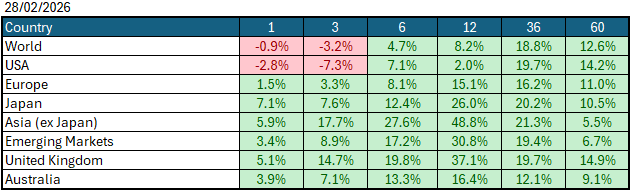 28/02/2026
Country 1 3 6 12 36 60
World -0.9% -3.2% 4.7% 8.2% 18.8% 12.6%
USA -2.8% -7.3% 7.1% 2.0% 19.7% 14.2%
Europe 1.5% 3.3% 8.1% 15.1% 16.2% 11.0%
Japan 7.1% 7.6% 12.4% 26.0% 20.2% 10.5%
Asia (ex Japan) 5.9% 17.7% 27.6% 48.8% 21.3% 5.5%
Emerging Markets 3.4% 8.9% 17.2% 30.8% 19.4% 6.7%
United Kingdom 5.1% 14.7% 19.8% 37.1% 19.7% 14.9%
Australia 3.9% 7.1% 13.3% 16.4% 12.1% 9.1%